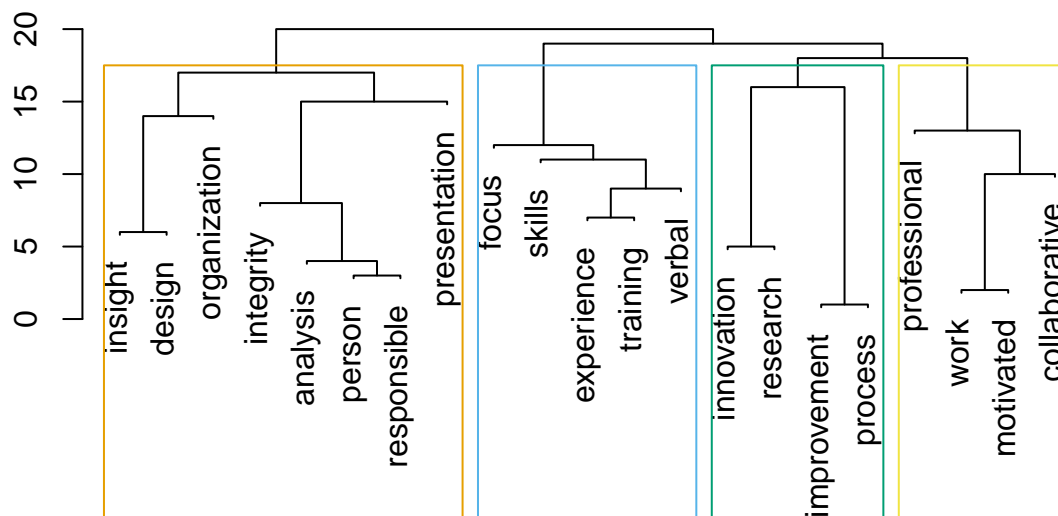 20
15
10
5
0
insight
design
organization
integrity
analysis
person
responsible
presentation
focus
skills
experience
training
verbal
innovation
research
improvement
process
professional
work
motivated
collaborative